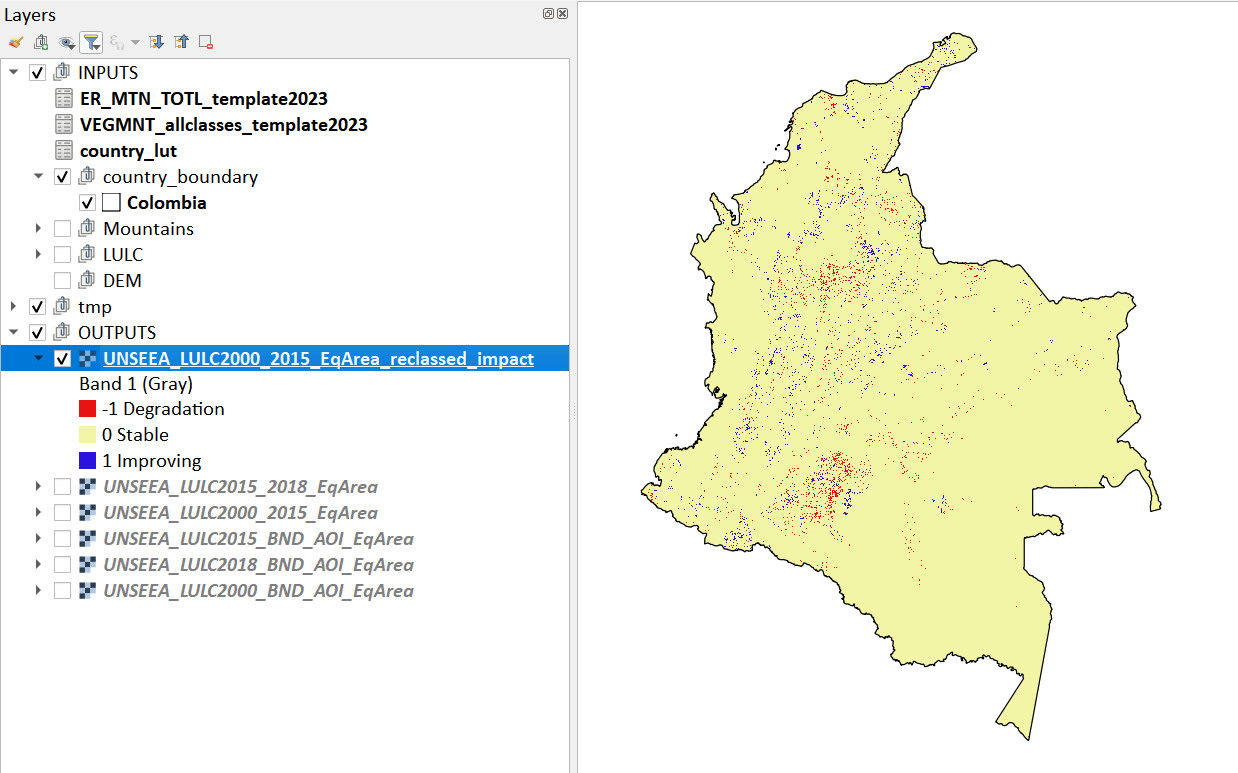 Layers
INPUTS
ER_MTN_TOTL_template2023
VEGMNT_allclasses_template2023
country_lut
country_boundary
Colombia
Mountains
LULC
DEM
tmp
OUTPUTS
UNSEEA_LULC2000_2015_EqArea_reclassed_impact
Band 1 (Gray)
-1 Degradation
0 Stable
1 Improving
UNSEEA_LULC2015_2018_EqArea
UNSEEA_LULC2000_2015_EqArea
UNSEEA_LULC2015_BND_AOI_EqArea
UNSEEA_LULC2018_BND_AOI_EqArea
UNSEEA_LULC2000_BND_AOI_EqArea